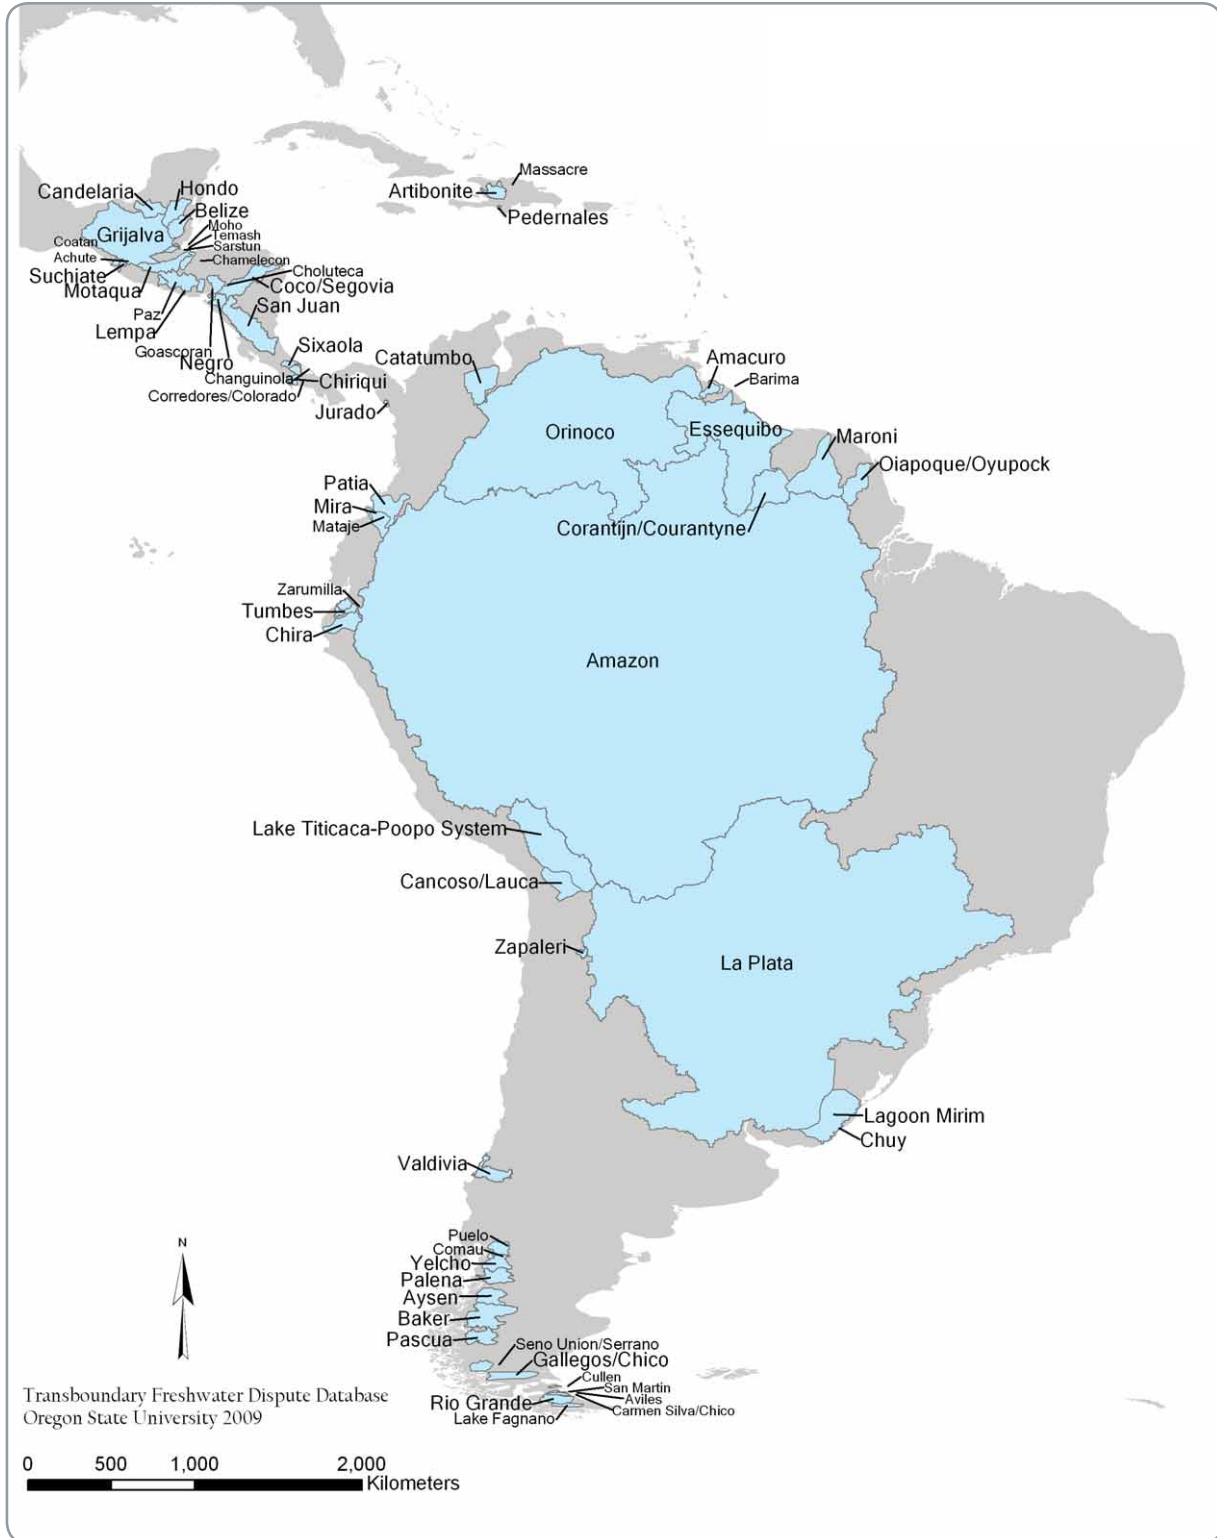 Massacre
Artibonite
Pedernales
Candelaria
Hondo
Belize
Moho
Temash
Grijalva
Sarstun
Coatan
Achute
Chamelecon
Suchiate
Motaqua
Choluteca
Coco/Segovia
San Juan
Paz
Lempa
Goascoran
Negro
Sixaola
Changuinola
Chiriqui
Corredores/Colorado
Jurado
Catatumbo
Amacuro
Barima
Orinoco
Essequibo
Maroni
Oiapoque/Oyupock
Patia
Mira
Mataje
Corantijn/Courantyne
Zarumilla
Tumbes
Chira
Amazon
Lake Titicaca-Poopo System
Cancoso/Lauca
Zapaleri
La Plata
Lagoon Mirim
Chuy
Valdivia
Puelo
Comau
Yelcho
Palena
Aysen
Baker
Pascua
Seno Union/Serrano
Gallegos/Chico
Cullen
San Martin
Aviles
Rio Grande
Carmen Silva/Chico
Lake Fagnano
N
Transboundary Freshwater Dispute Database
Oregon State University 2009
0 500 1,000 2,000
Kilometers